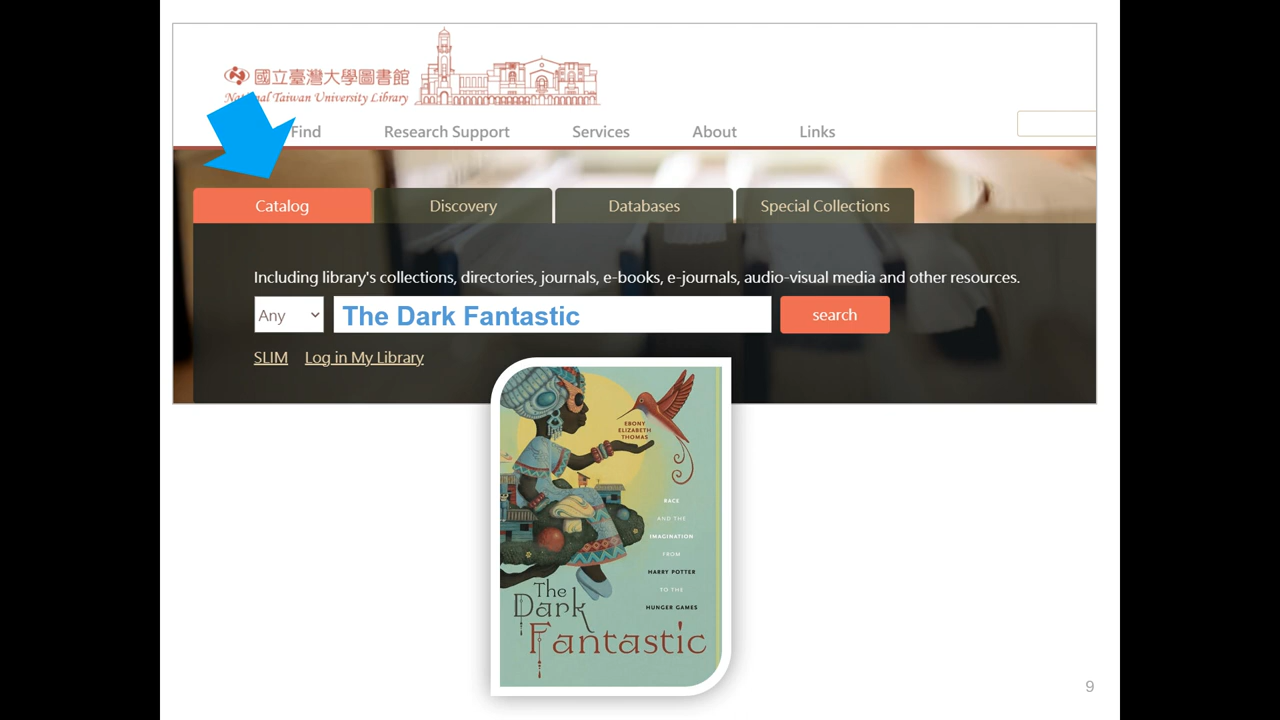 國立臺灣大學圖書館
National Taiwan University Library
Find Research Support Services About Links
Catalog Discovery Databases Special Collections
Including library's collections, directories, journals, e-books, e-journals, audio-visual media and other resources.
Any The Dark Fantastic search
SLIM Log in My Library
EBONY
ELIZABETH
THOMAS
RACE
AND THE
IMAGINATION
FROM
HARRY POTTER
TO THE
HUNGER GAMES
The
Dark
Fantastic
9